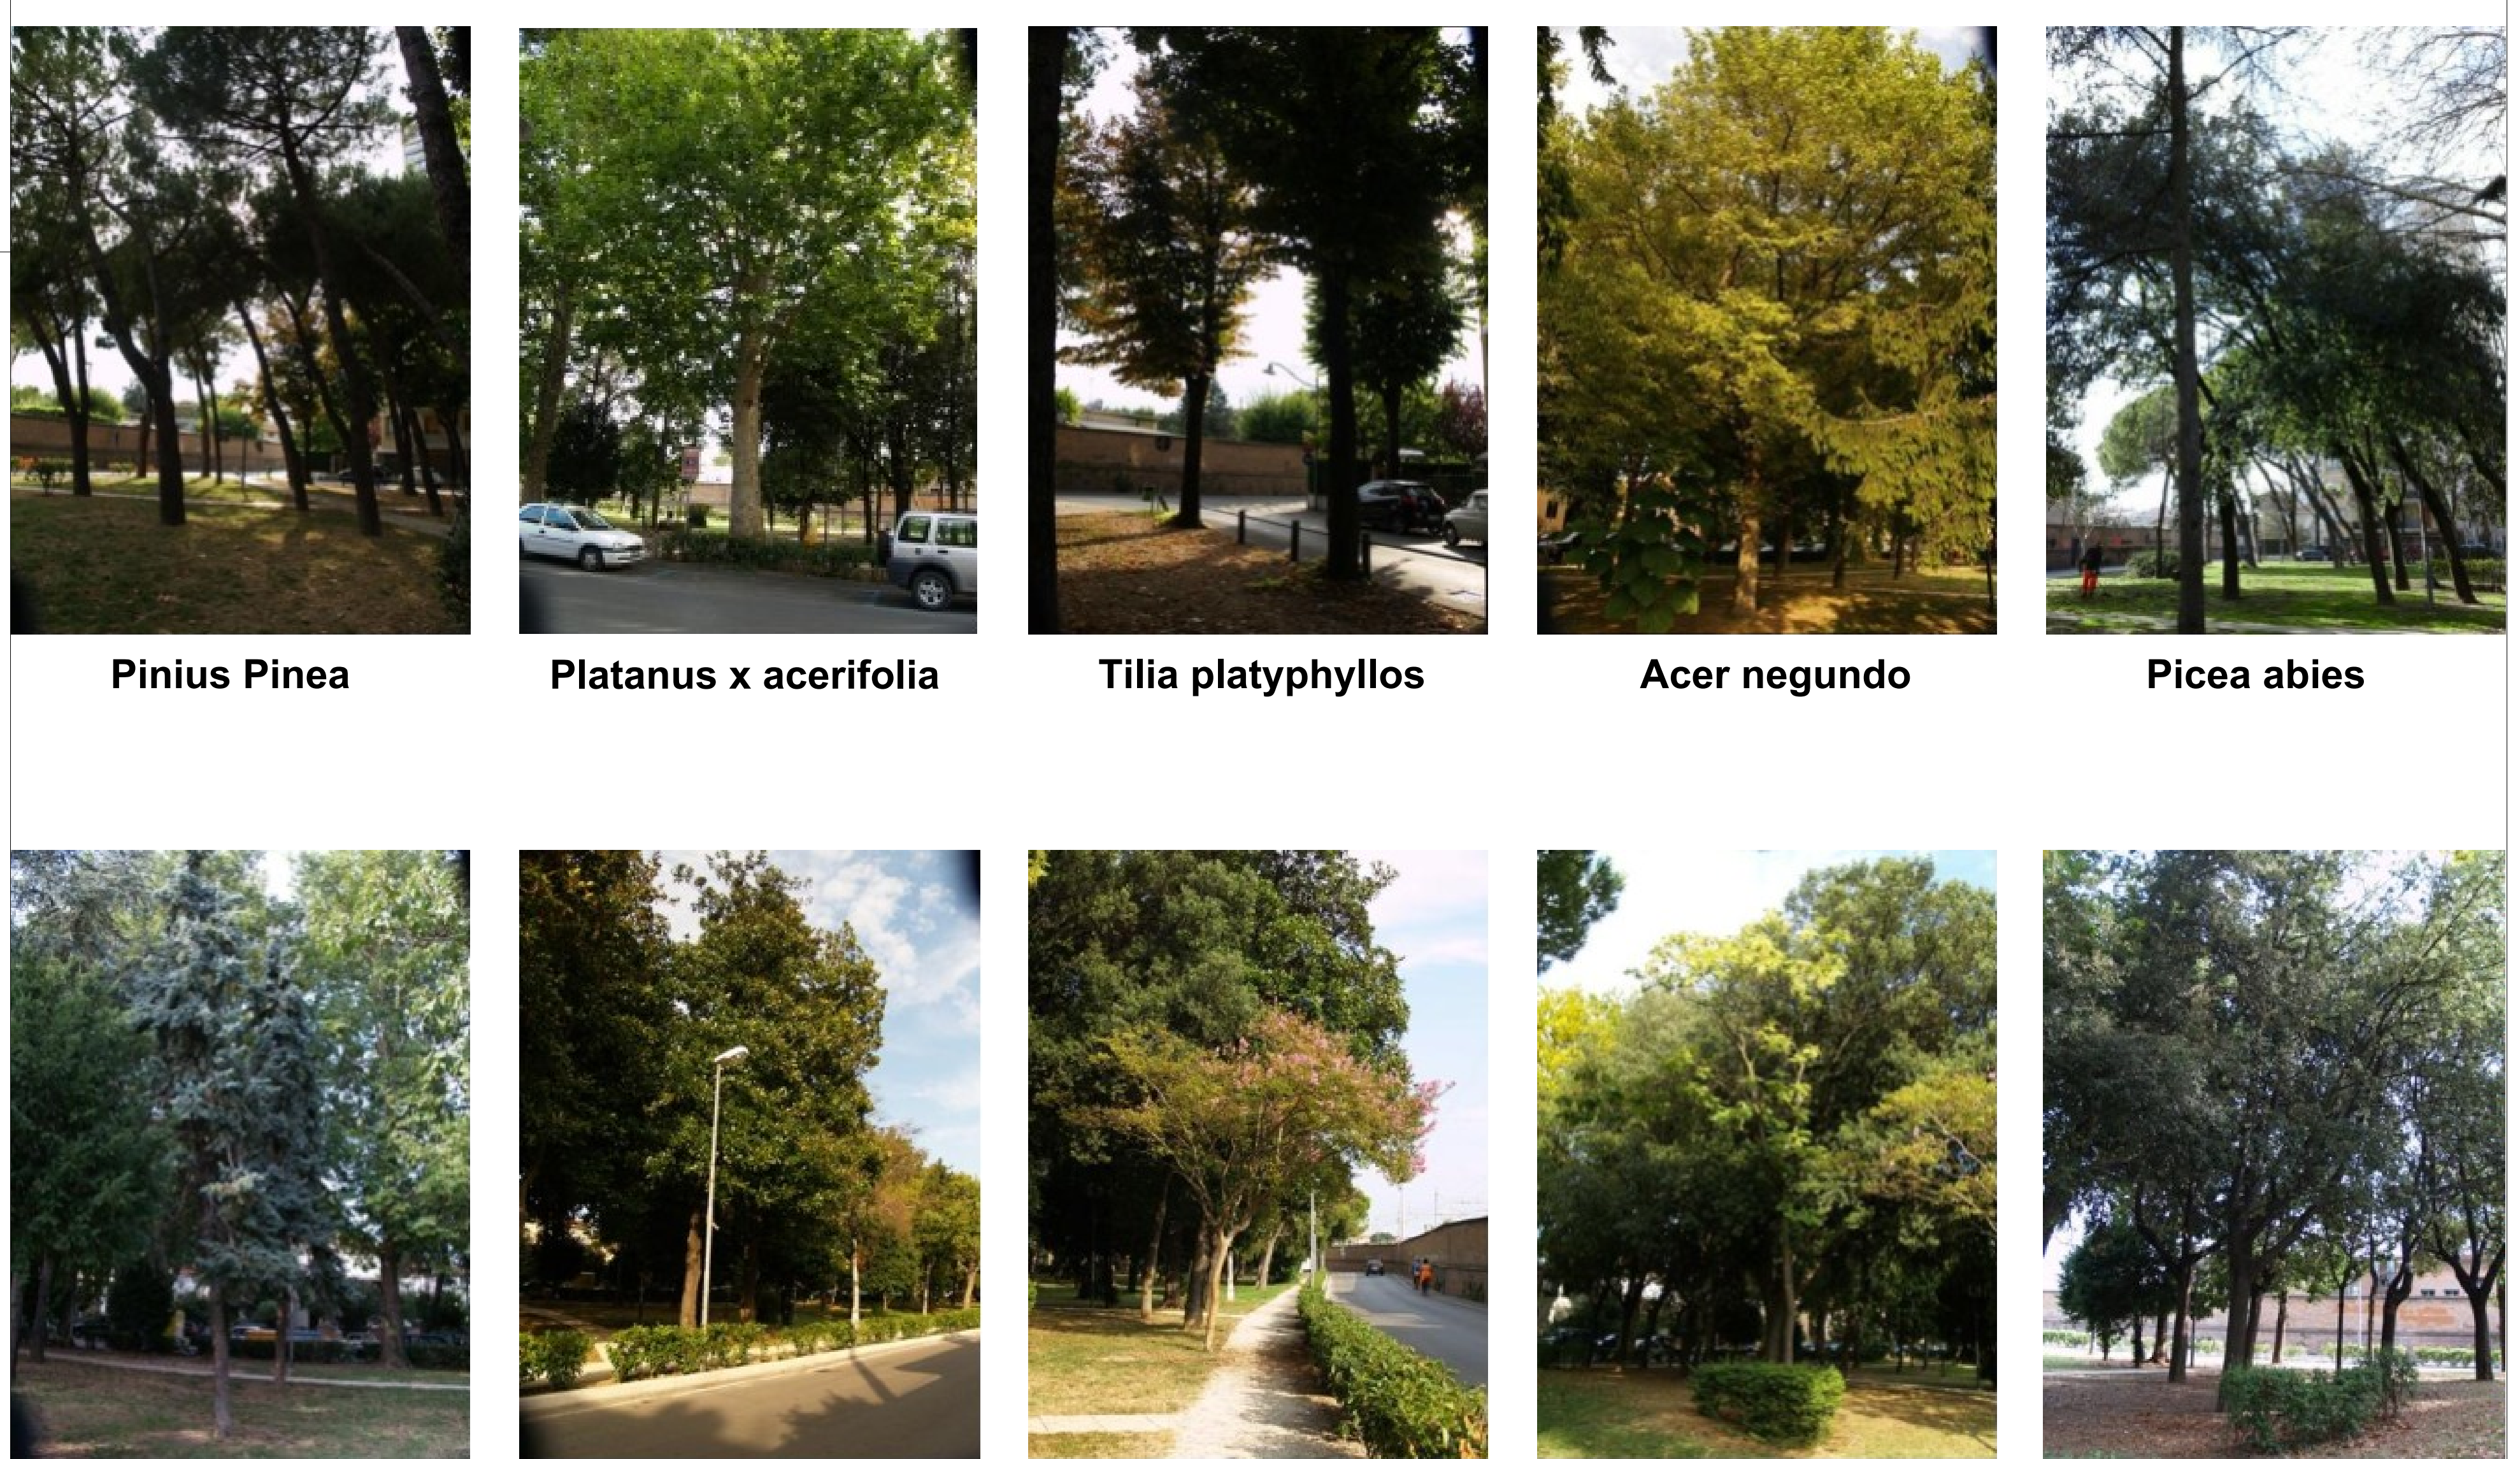 Pinius Pinea
Platanus x acerifolia
Tilia platyphyllos
Acer negundo
Picea abies